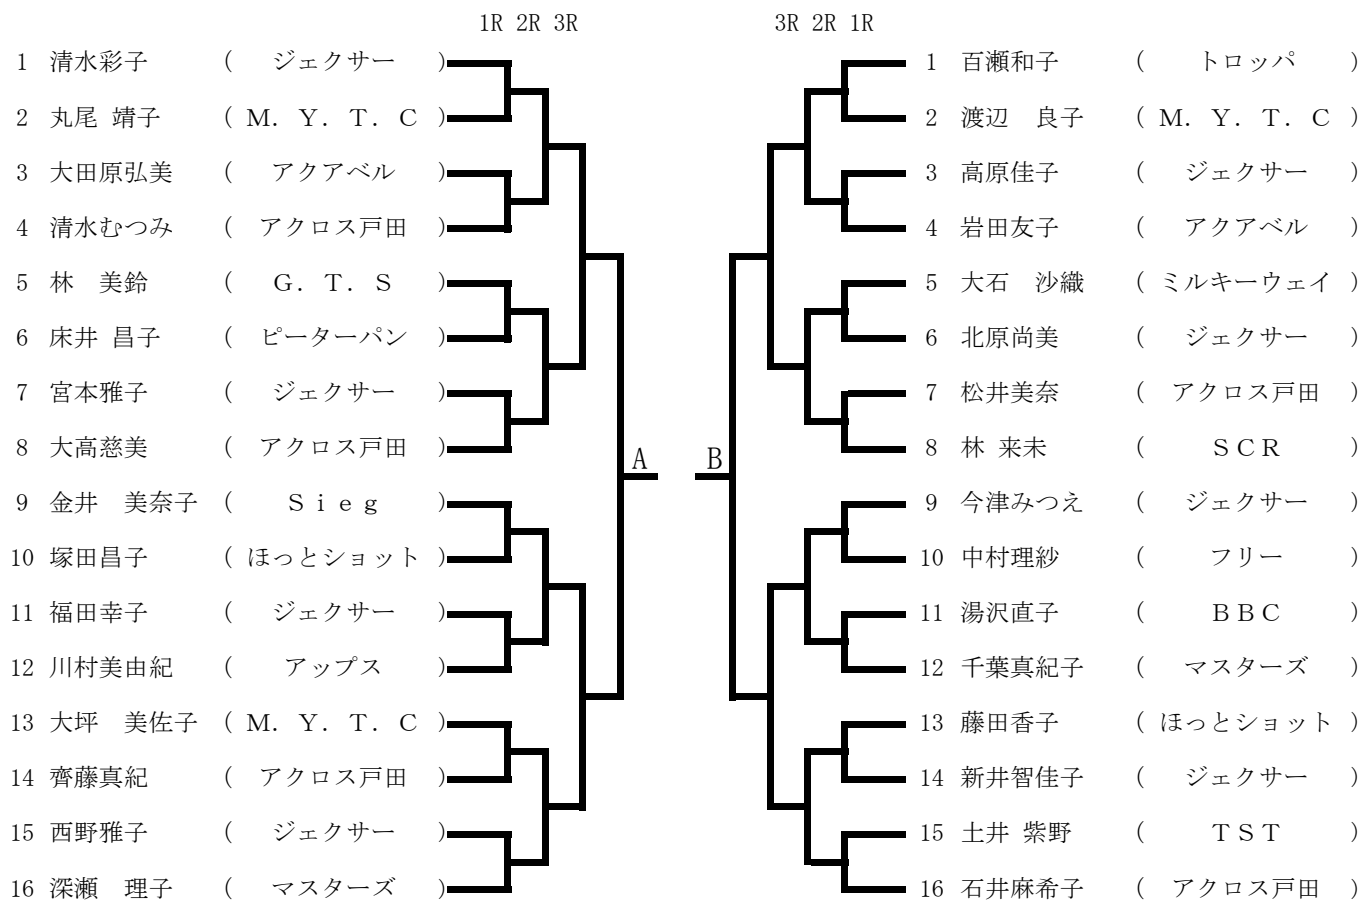 1R 2R 3R 3R 2R 1R
1 清水彩子 ( ジェクサー ) 1 百瀬和子 ( トロッパ )
2 丸尾 靖子 ( Ｍ．Ｙ．Ｔ．Ｃ ) 2 渡辺　良子 ( Ｍ．Ｙ．Ｔ．Ｃ )
3 大田原弘美 ( アクアベル ) 3 高原佳子 ( ジェクサー )
4 清水むつみ ( アクロス戸田 ) 4 岩田友子 ( アクアベル )
5 林　美鈴 ( Ｇ．Ｔ．Ｓ ) 5 大石　沙織 ( ミルキーウェイ )
6 床井 昌子 ( ピーターパン ) 6 北原尚美 ( ジェクサー )
7 宮本雅子 ( ジェクサー ) 7 松井美奈 ( アクロス戸田 )
8 大高慈美 ( アクロス戸田 ) 8 林 来未 ( ＳＣＲ )
A B
9 金井　美奈子 ( Ｓｉｅｇ ) 9 今津みつえ ( ジェクサー )
10 塚田昌子 ( ほっとショット ) 10 中村理紗 ( フリー )
11 福田幸子 ( ジェクサー ) 11 湯沢直子 ( ＢＢＣ )
12 川村美由紀 ( アップス ) 12 千葉真紀子 ( マスターズ )
13 大坪　美佐子 ( Ｍ．Ｙ．Ｔ．Ｃ ) 13 藤田香子 ( ほっとショット )
14 齊藤真紀 ( アクロス戸田 ) 14 新井智佳子 ( ジェクサー )
15 西野雅子 ( ジェクサー ) 15 土井 紫野 ( ＴＳＴ )
16 深瀬　理子 ( マスターズ ) 16 石井麻希子 ( アクロス戸田 )